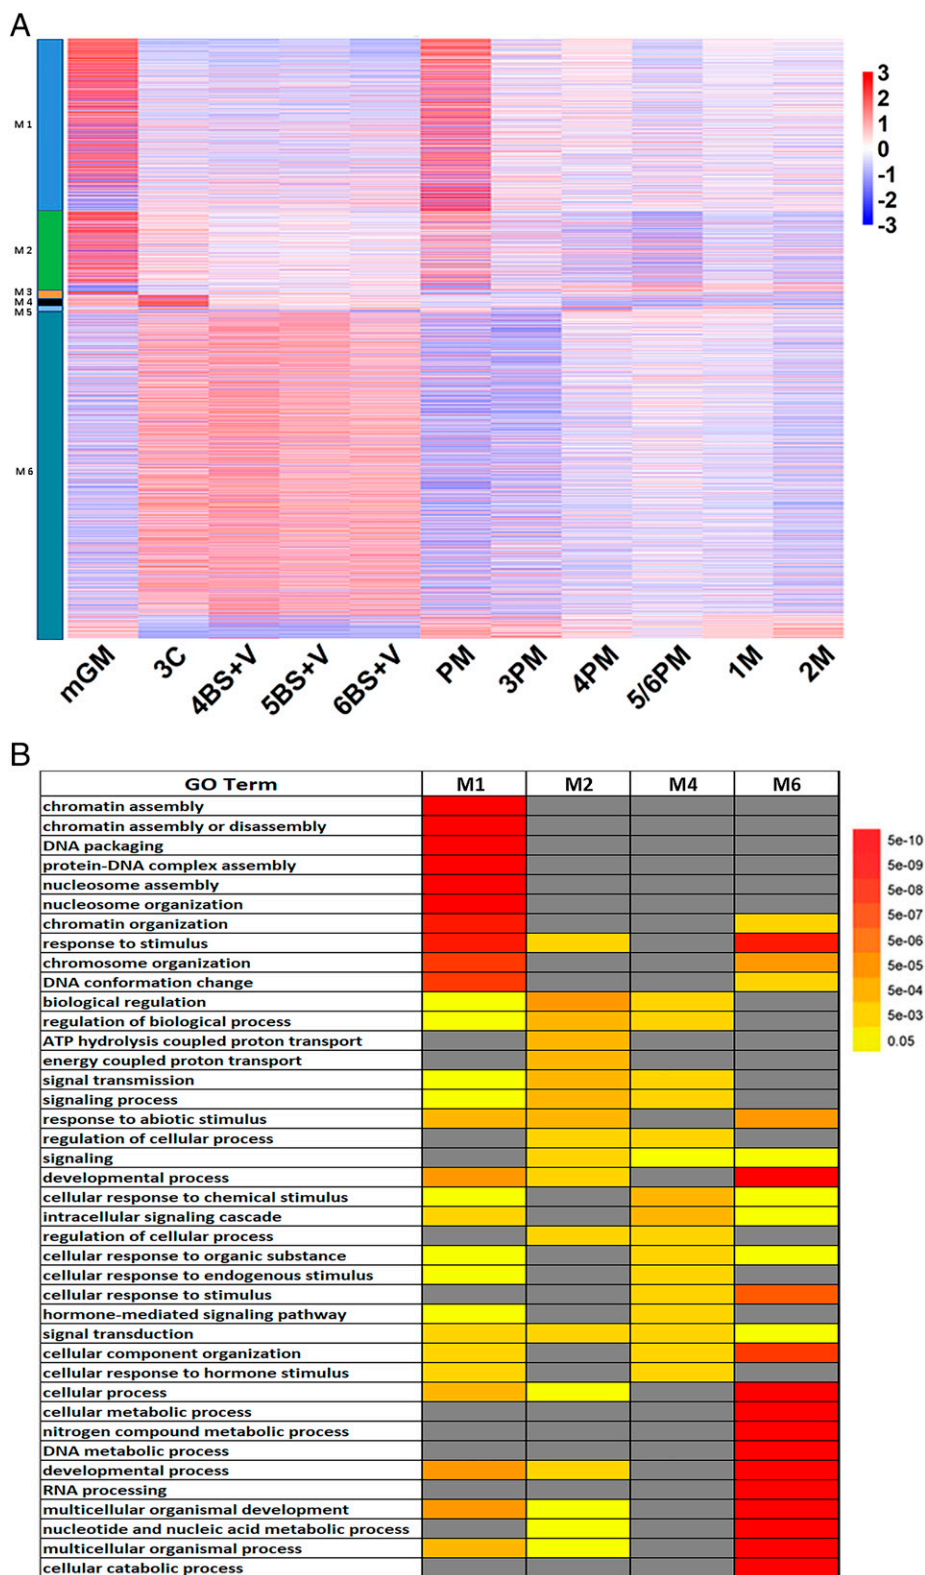 A
M 1
M 2
M 3
M 4
M 5
M 6
3
2
1
0
-1
-2
-3
mGM 3C 4BS+V 5BS+V 6BS+V PM 3PM 4PM 5/6PM 1M 2M
B
GO Term M1 M2 M4 M6
chromatin assembly
chromatin assembly or disassembly
DNA packaging
protein-DNA complex assembly
nucleosome assembly
nucleosome organization
chromatin organization
response to stimulus
chromosome organization
DNA conformation change
biological regulation
regulation of biological process
ATP hydrolysis coupled proton transport
energy coupled proton transport
signal transmission
signaling process
response to abiotic stimulus
regulation of cellular process
signaling
developmental process
cellular response to chemical stimulus
intracellular signaling cascade
regulation of cellular process
cellular response to organic substance
cellular response to endogenous stimulus
cellular response to stimulus
hormone-mediated signaling pathway
signal transduction
cellular component organization
cellular response to hormone stimulus
cellular process
cellular metabolic process
nitrogen compound metabolic process
DNA metabolic process
developmental process
RNA processing
multicellular organismal development
nucleotide and nucleic acid metabolic process
multicellular organismal process
cellular catabolic process
5e-10
5e-09
5e-08
5e-07
5e-06
5e-05
5e-04
5e-03
0.05